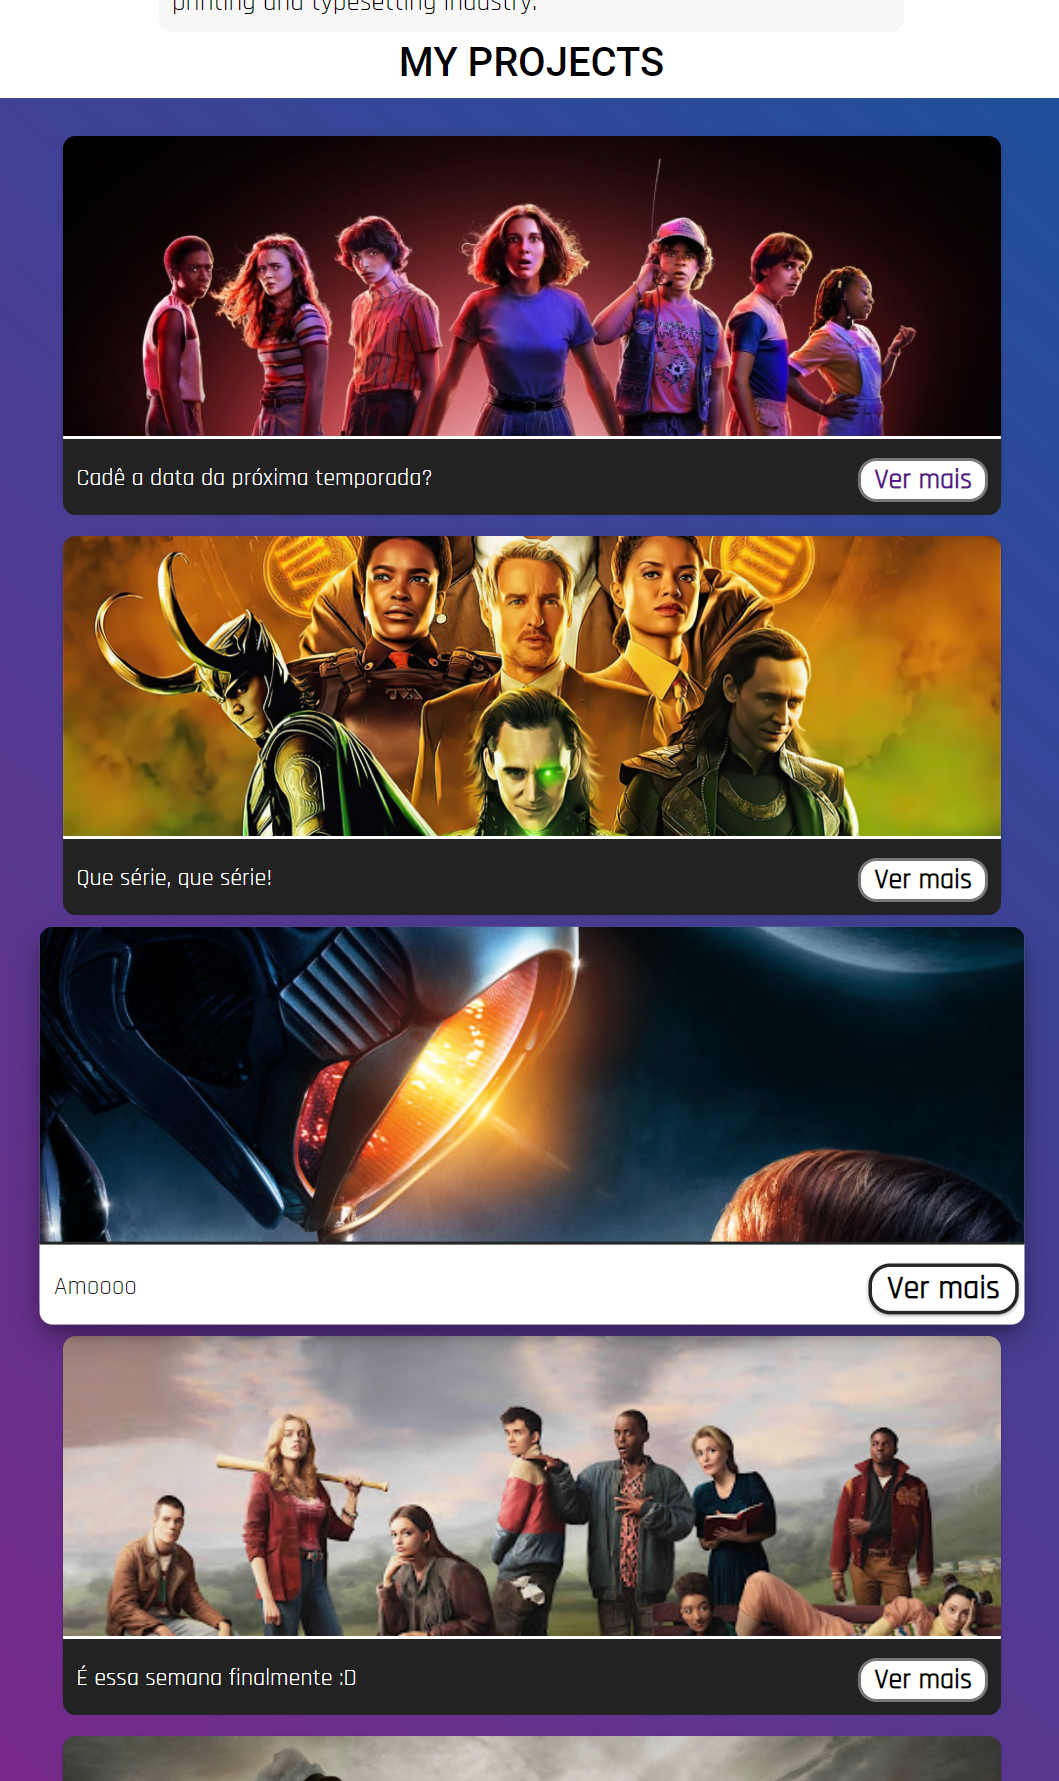 printing and typesetting industry.
MY PROJECTS
TVA
Cadê a data da próxima temporada?
Ver mais
Que série, que série!
Ver mais
Amoooo
Ver mais
É essa semana finalmente :D
Ver mais